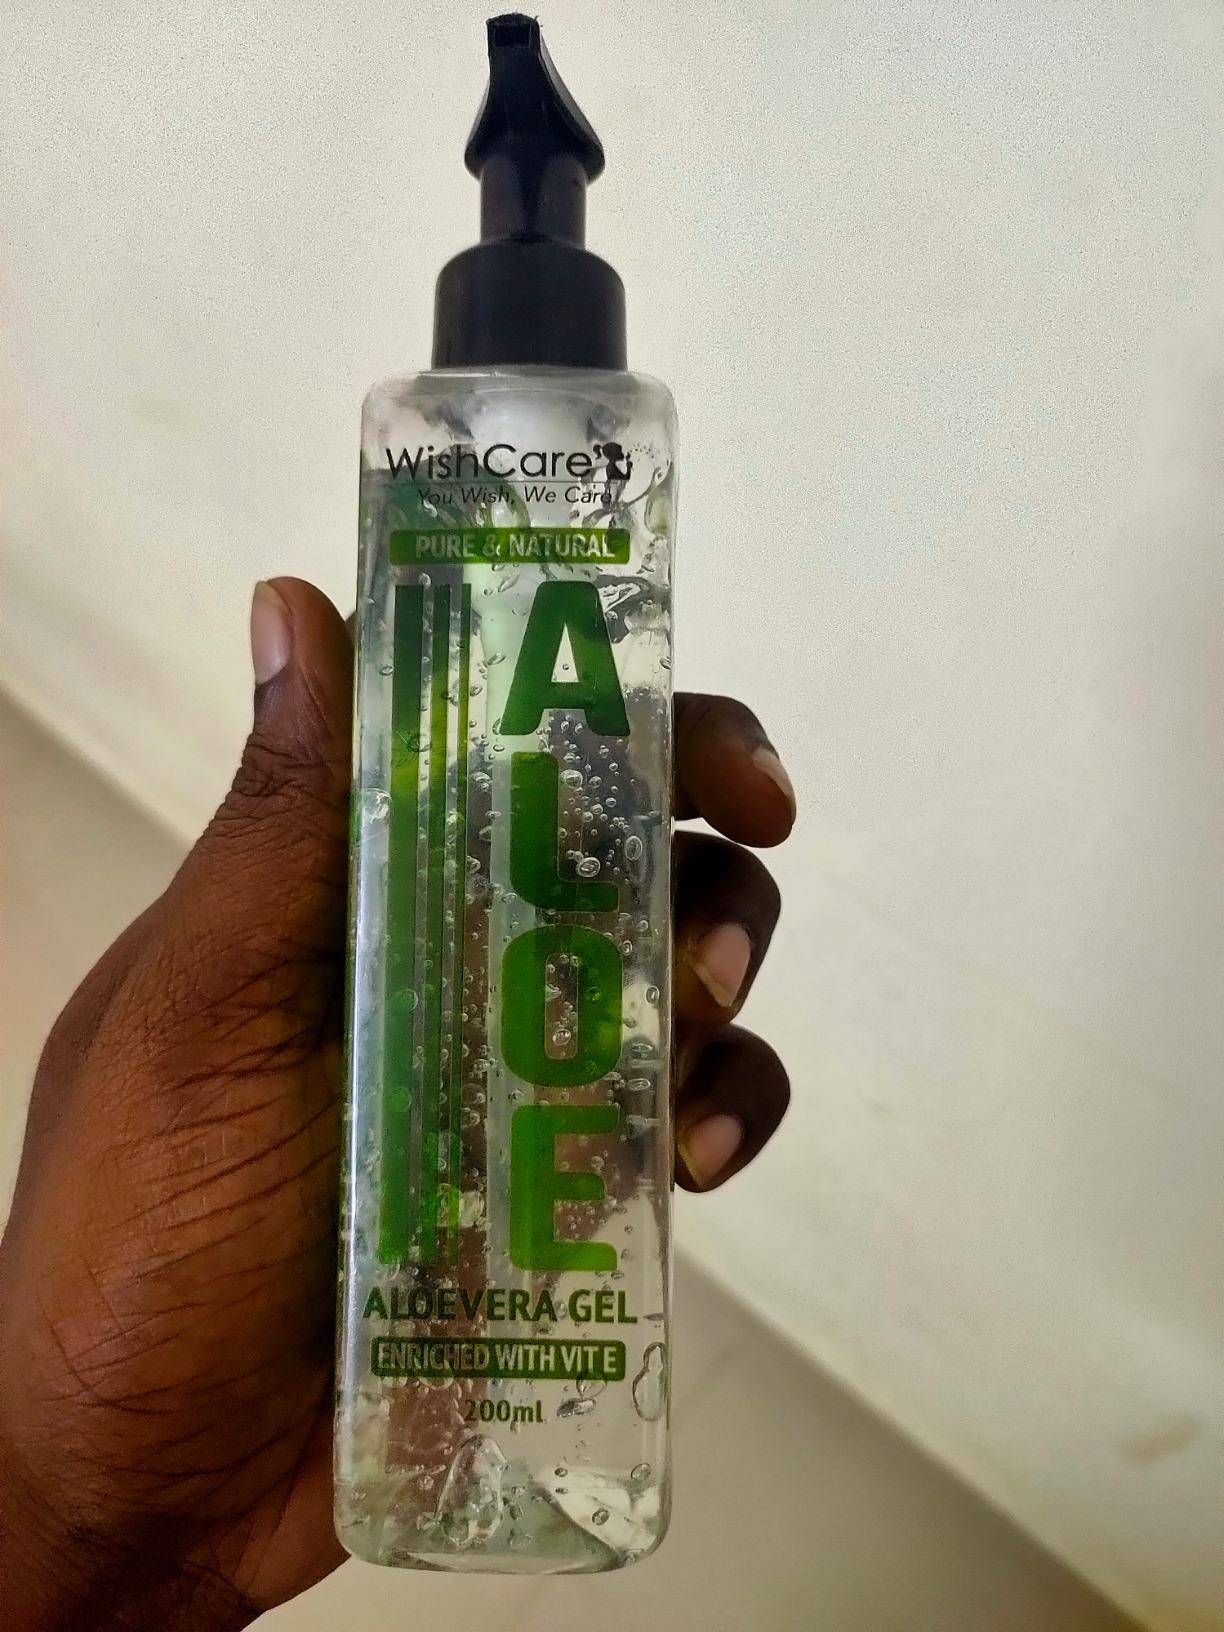 WishCare
You Wish, We Care
PURE & NATURAL
ALOE
ALOEVERA GEL
ENRICHED WITH VIT E
200ml